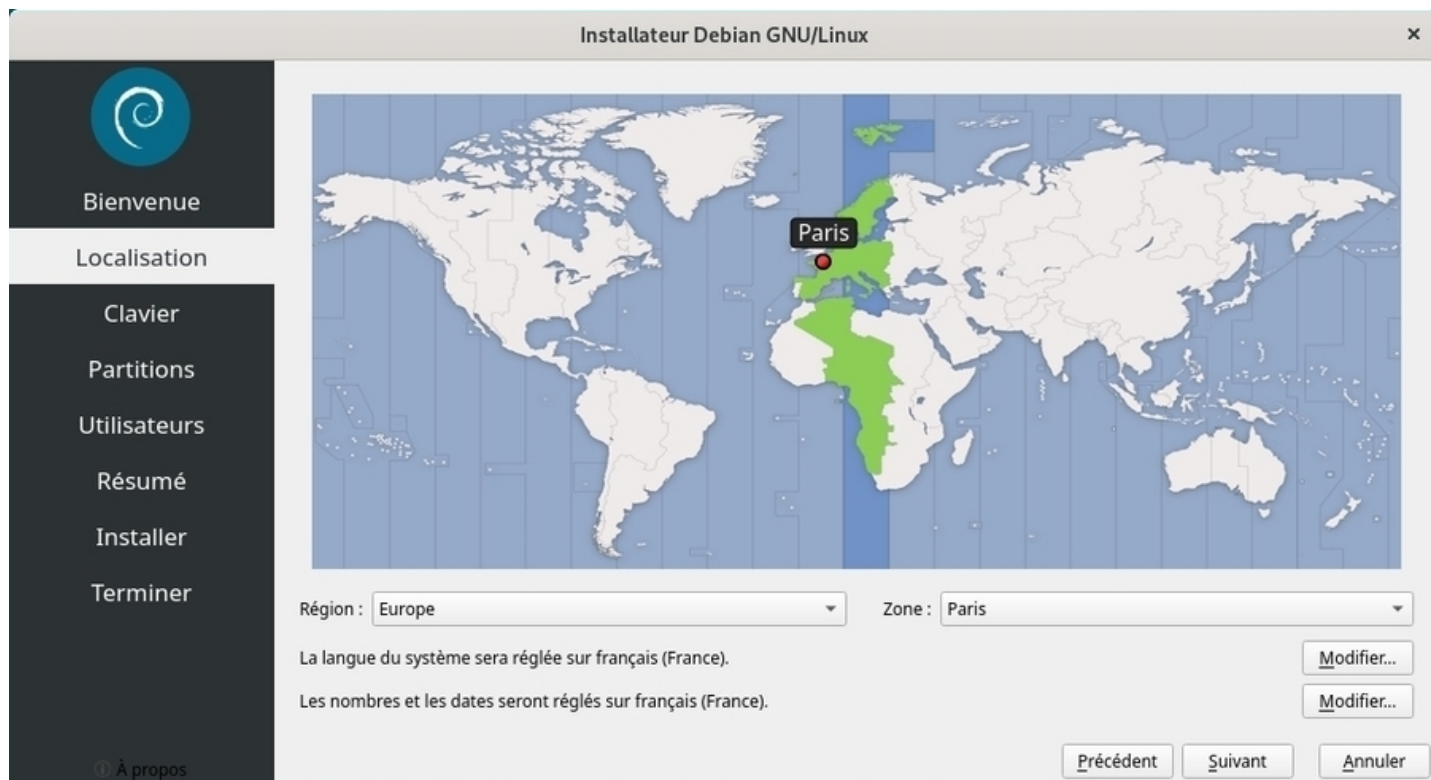 Installateur Debian GNU/Linux
Bienvenue
Localisation
Clavier
Partitions
Utilisateurs
Résumé
Installer
Terminer
À propos
Paris
Région : Europe Zone : Paris
La langue du système sera réglée sur français (France). Modifier...
Les nombres et les dates seront réglés sur français (France). Modifier...
Précédent Suivant Annuler